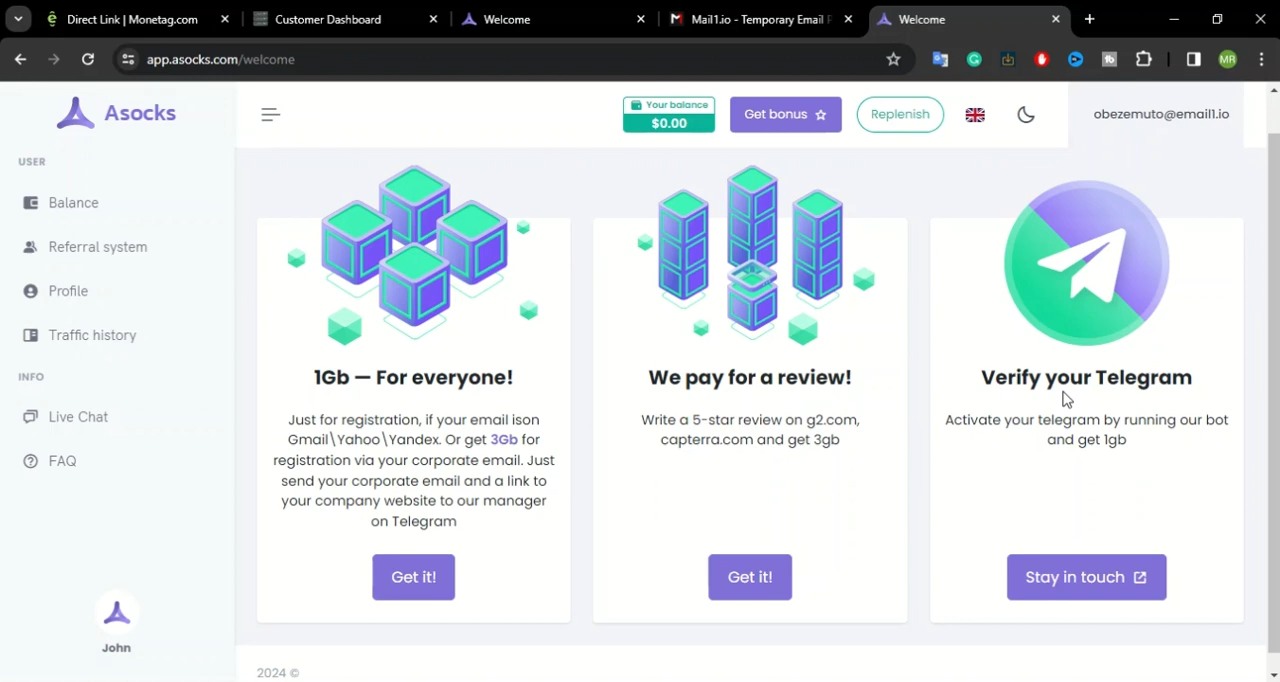 Direct Link | Monetag.com
Customer Dashboard
Welcome
Mail1.io - Temporary Email P
Welcome
app.asocks.com/welcome
MR
Asocks
Your balance
$0.00
Get bonus
Replenish
obezemuto@email1.io
USER
Balance
Referral system
Profile
Traffic history
INFO
Live Chat
FAQ
John
1Gb — For everyone!
Just for registration, if your email ison
Gmail\Yahoo\Yandex. Or get 3Gb for
registration via your corporate email. Just
send your corporate email and a link to
your company website to our manager
on Telegram
Get it!
We pay for a review!
Write a 5-star review on g2.com,
capterra.com and get 3gb
Get it!
Verify your Telegram
Activate your telegram by running our bot
and get 1gb
Stay in touch
2024 ©